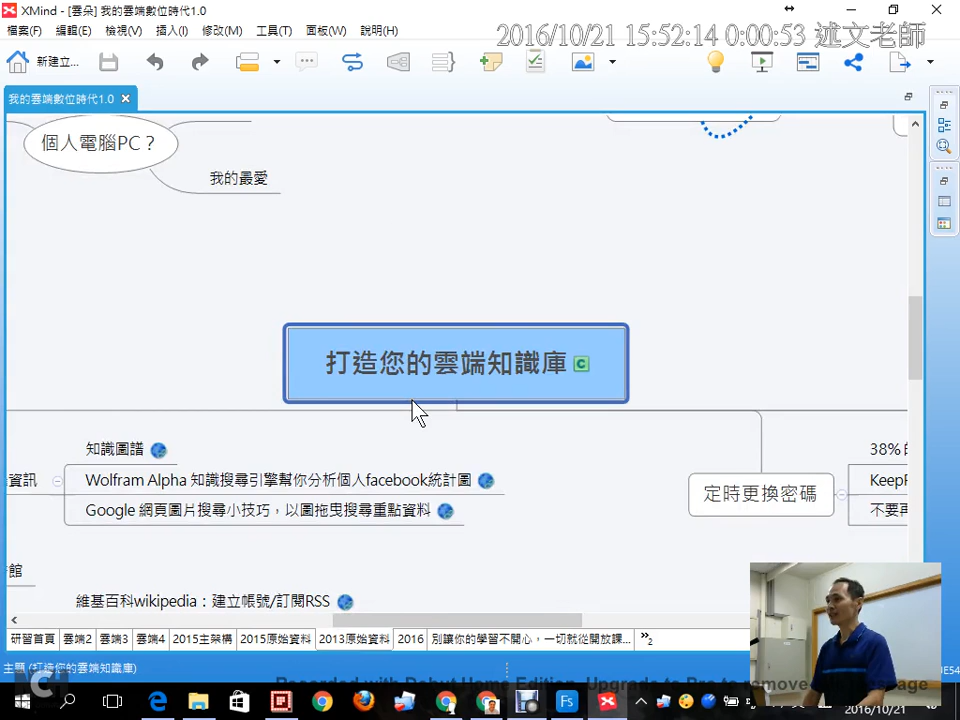 XMind - [雲朵] 我的雲端數位時代1.0
檔案(F) 編輯(E) 檢視(V) 插入(I) 修改(M) 工具(T) 面板(W) 說明(H)
2016/10/21 15:52:14 0:00:53 述文老師
新建立...
我的雲端數位時代1.0
個人電腦PC？
我的最愛
打造您的雲端知識庫
知識圖譜
資訊
Wolfram Alpha 知識搜尋引擎幫你分析個人facebook統計圖
Google 網頁圖片搜尋小技巧，以圖拖曳搜尋重點資料
38%
定時更換密碼
不要再
館
維基百科wikipedia：建立帳號/訂閱RSS
研習首頁 雲端2 雲端3 雲端4 2015主架構 2015原始資料 2013原始資料 2016 別讓你的學習不開心，一切就從開放課... »2
主題 (打造您的雲端知識庫)
Recorded with Debut Home Edition. Upgrade to Pro to remove message
2016/10/21